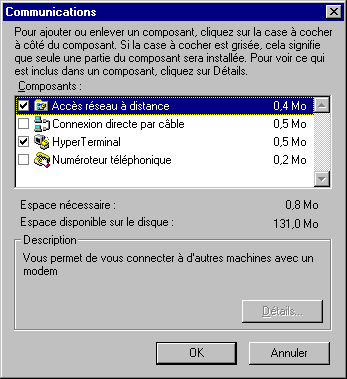 Communications
Pour ajouter ou enlever un composant, cliquez sur la case à cocher
à côté du composant. Si la case à cocher est grisée, cela signifie
que seule une partie du composant sera installée. Pour voir ce qui
est inclus dans un composant, cliquez sur Détails.
Composants :
Accès réseau à distance 0,4 Mo
Connexion directe par câble 0,5 Mo
HyperTerminal 0,5 Mo
Numéroteur téléphonique 0,2 Mo
Espace nécessaire : 0,8 Mo
Espace disponible sur le disque : 131,0 Mo
Description
Vous permet de vous connecter à d'autres machines avec un
modem
Détails...
OK Annuler